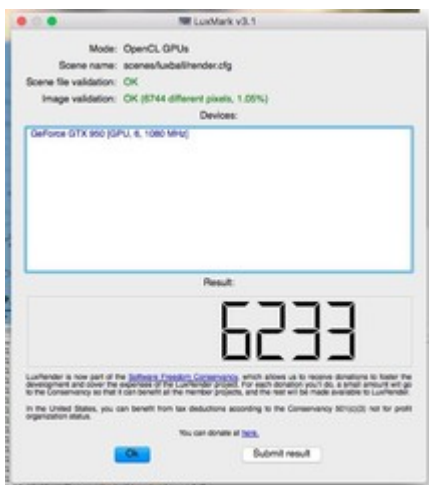 LuxMark v3.1
Mode: OpenCL GPUs
Scene name: scenes/luxball/render.cfg
Scene file validation: OK
Image validation: OK (6744 different pixels, 1.05%)
Devices:
GeForce GTX 950 [GPU, 6, 1080 MHz]
Result:
6233
LuxRender is now part of the Software Freedom Conservancy, which allows us to receive donations to foster the
development and cover the expenses of the LuxRender project. For each donation you'll do, a small amount will go
to the Conservancy so that it can benefit all the member projects, and the rest will be made available to LuxRender.
In the United States, you can benefit from tax deductions according to the Conservancy 501(c)(3) not for profit
organization status.
You can donate at here.
Ok
Submit result